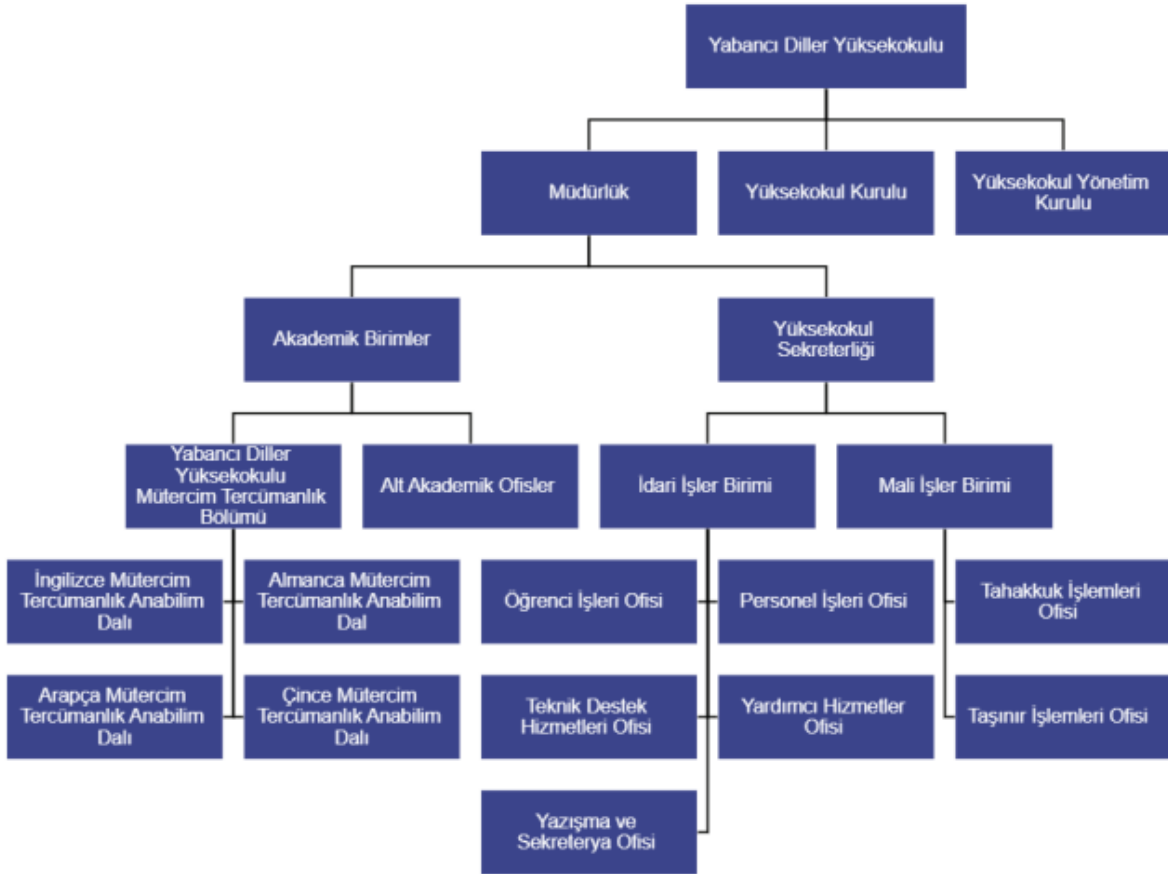 Yabancı Diller Yüksekokulu
Müdürlük
Yüksekokul Kurulu
Yüksekokul Yönetim
Kurulu
Akademik Birimler
Yüksekokul
Sekreterliği
Yabancı Diller
Yüksekokulu
Mütercim Tercümanlık
Bölümü
Alt Akademik Ofisler
İdari İşler Birimi
Mali İşler Birimi
İngilizce Mütercim
Tercümanlık Anabilim
Dalı
Almanca Mütercim
Tercümanlık Anabilim
Dal
Öğrenci İşleri Ofisi
Personel İşleri Ofisi
Tahakkuk İşlemleri
Ofisi
Arapça Mütercim
Tercümanlık Anabilim
Dalı
Çince Mütercim
Tercümanlık Anabilim
Dalı
Teknik Destek
Hizmetleri Ofisi
Yardımcı Hizmetler
Ofisi
Taşınır İşlemleri Ofisi
Yazışma ve
Sekreterya Ofisi